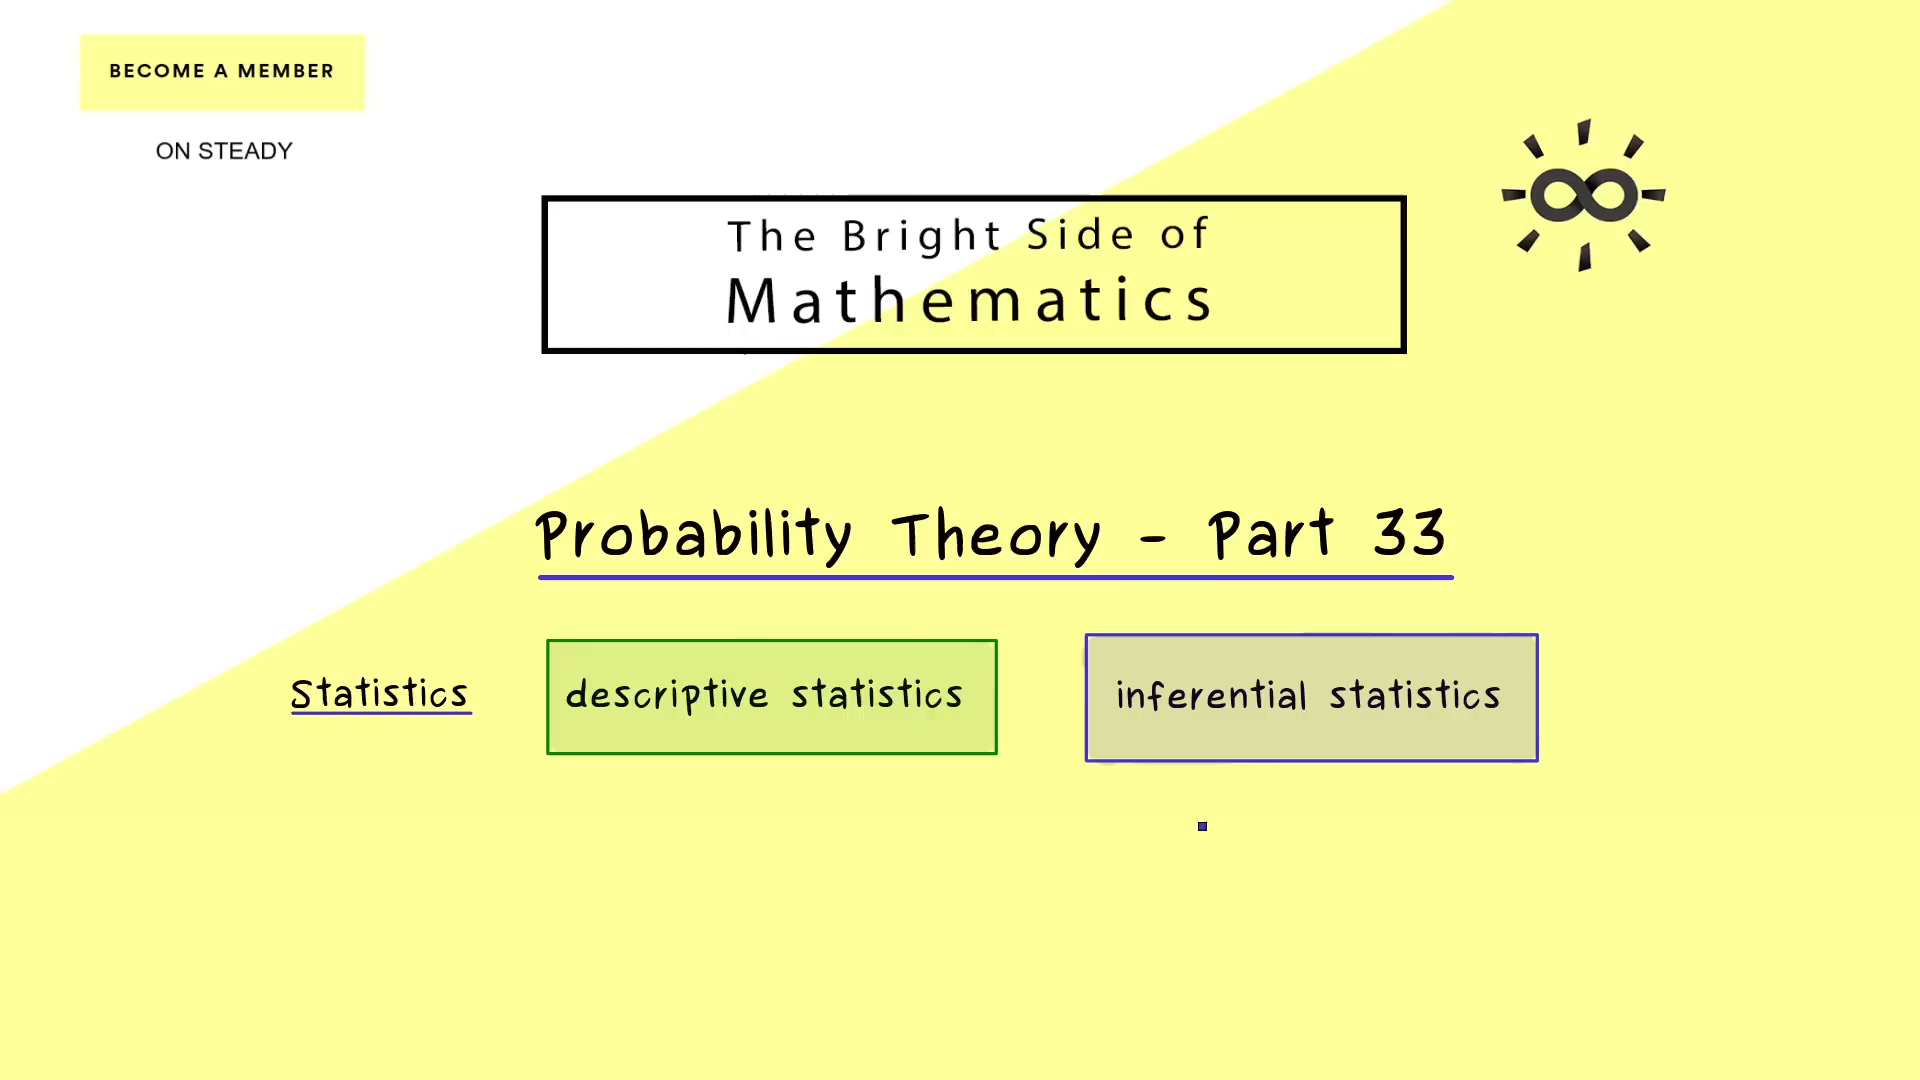 BECOME A MEMBER
ON STEADY
The Bright Side of
Mathematics
Probability Theory - Part 33
Statistics descriptive statistics inferential statistics